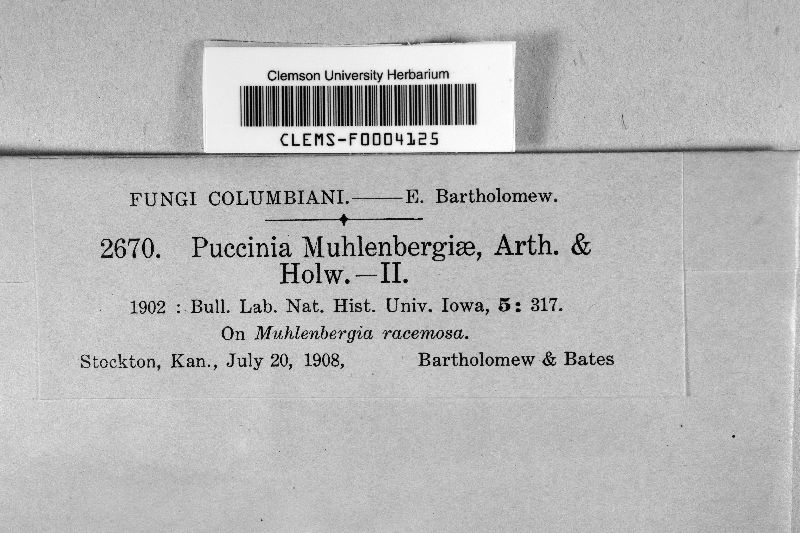 Clemson University Herbarium
CLEMS-F0004125
FUNGI COLUMBIANI.——E. Bartholomew.
2670. Puccinia Muhlenbergiæ, Arth. &
Holw.—II.
1902 : Bull. Lab. Nat. Hist. Univ. Iowa, 5: 317.
On Muhlenbergia racemosa.
Stockton, Kan., July 20, 1908, Bartholomew & Bates